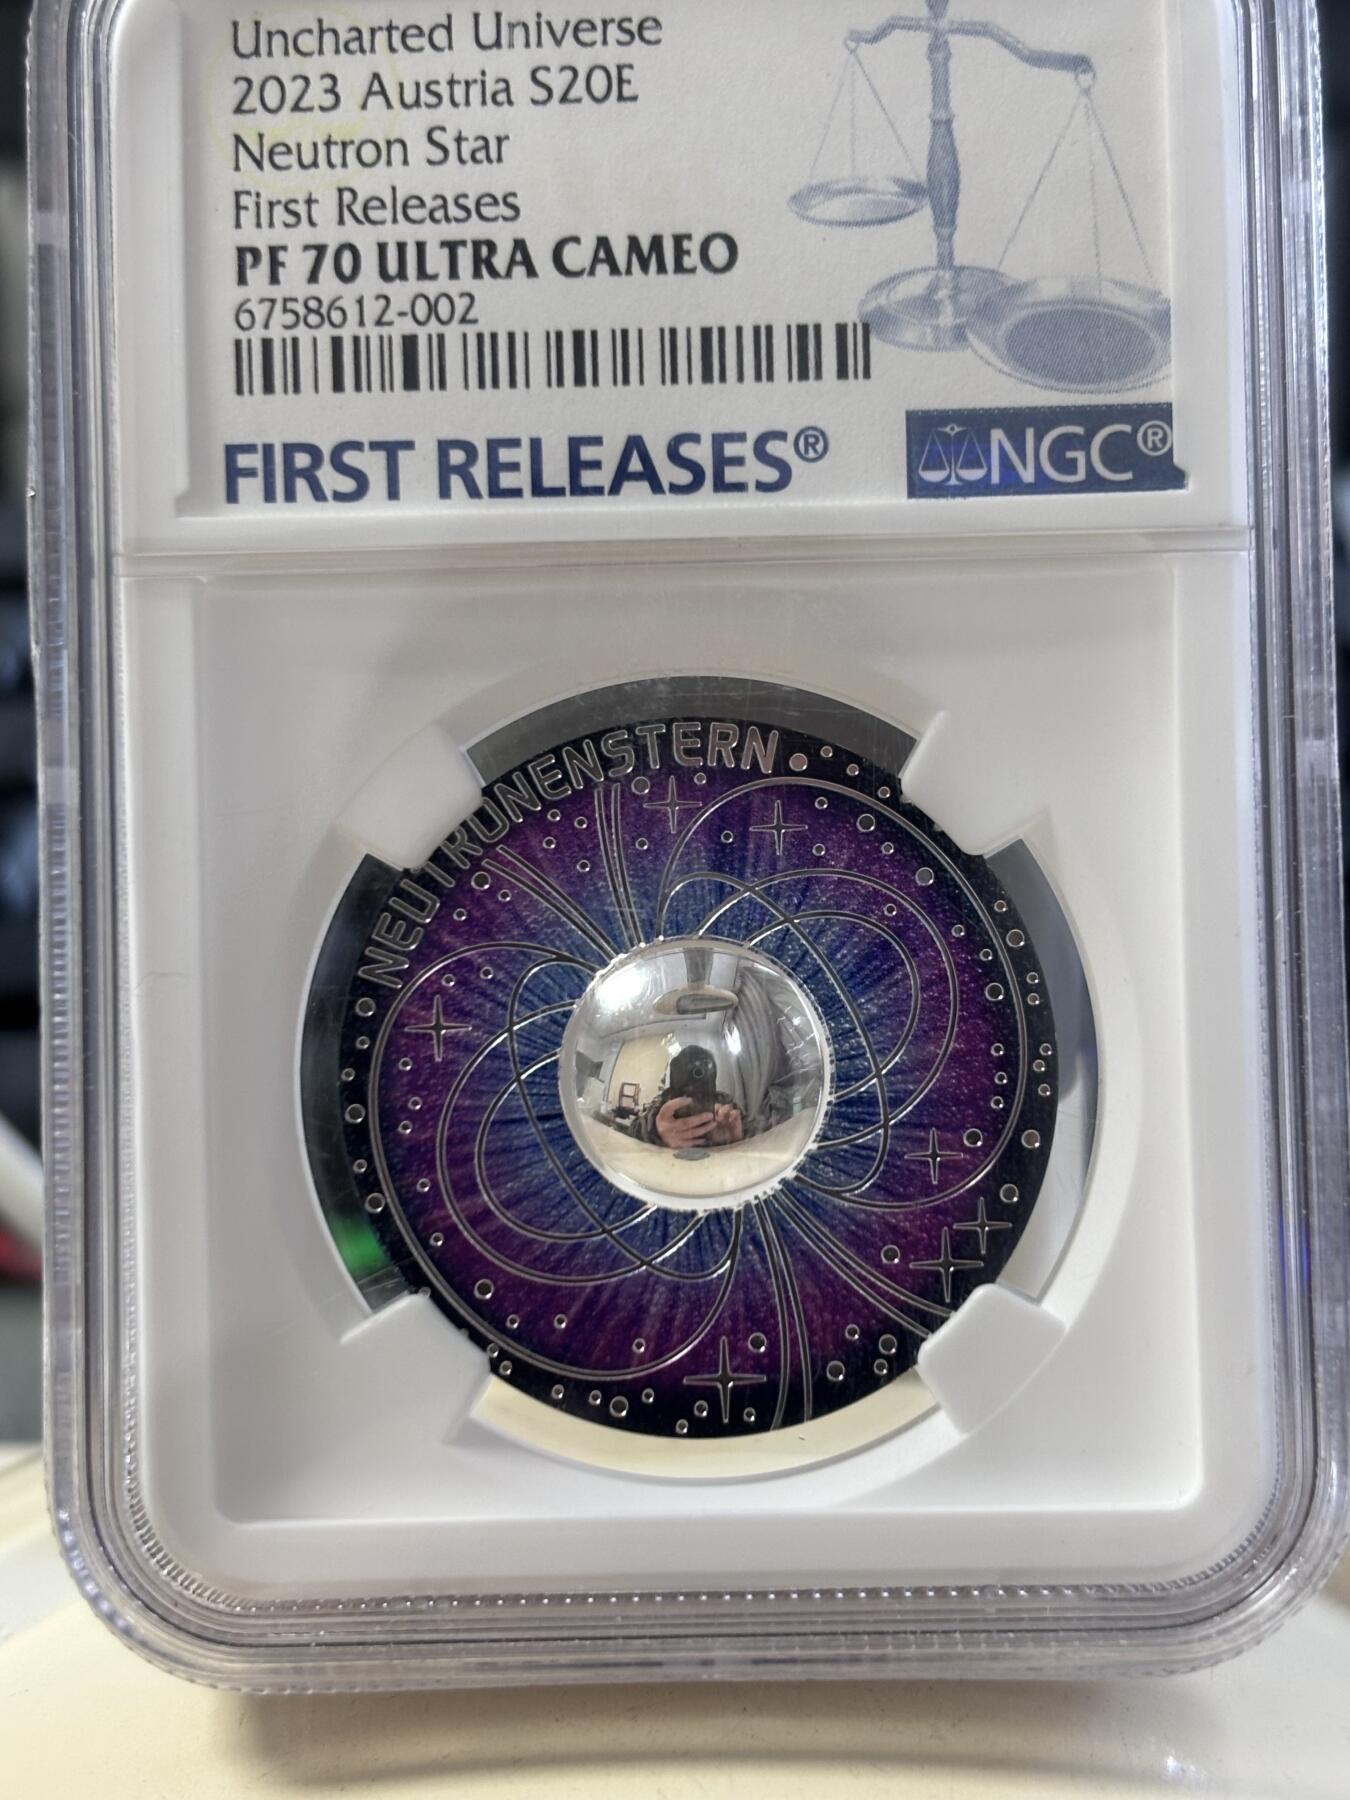 Uncharted Universe
2023 Austria S20E
Neutron Star
First Releases
PF 70 ULTRA CAMEO
6758612-002
FIRST RELEASES®
NGC®
NEUTRONENSTERN